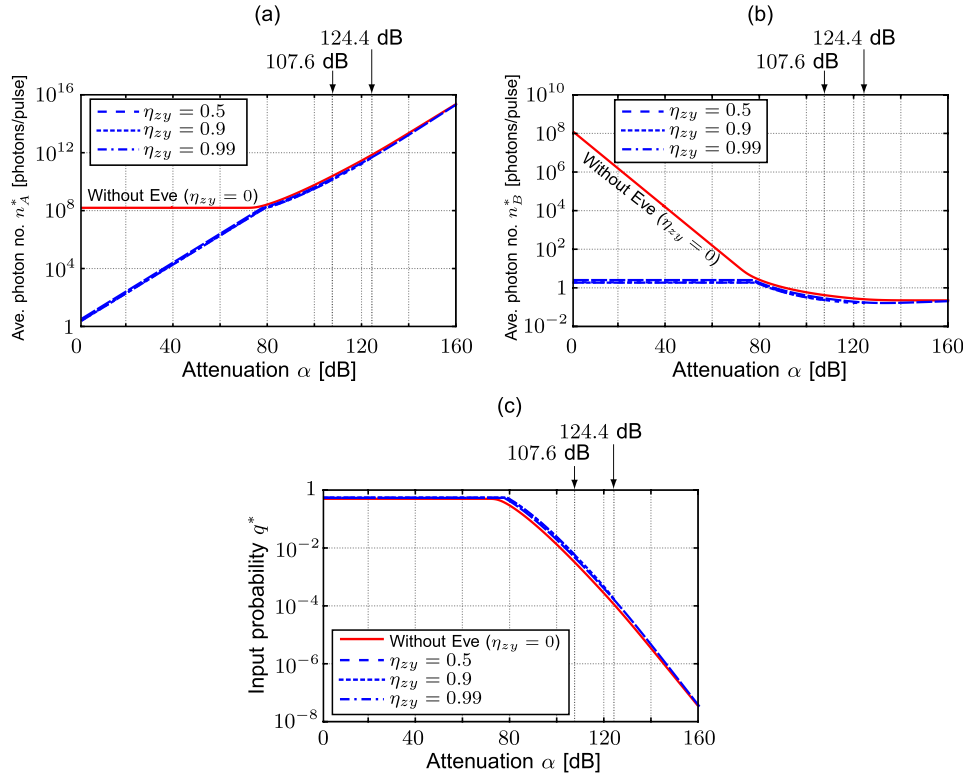 (a)
124.4 dB
107.6 dB
Ave. photon no. n*_A [photons/pulse]
10^16
10^12
10^8
10^4
1
η_zy = 0.5
η_zy = 0.9
η_zy = 0.99
Without Eve (η_zy = 0)
0 40 80 120 160
Attenuation α [dB]
(b)
124.4 dB
107.6 dB
Ave. photon no. n*_B [photons/pulse]
10^10
10^8
10^6
10^4
10^2
1
10^−2
η_zy = 0.5
η_zy = 0.9
η_zy = 0.99
Without Eve (η_zy = 0)
0 40 80 120 160
Attenuation α [dB]
(c)
124.4 dB
107.6 dB
Input probability q*
1
10^−2
10^−4
10^−6
10^−8
Without Eve (η_zy = 0)
η_zy = 0.5
η_zy = 0.9
η_zy = 0.99
0 40 80 120 160
Attenuation α [dB]